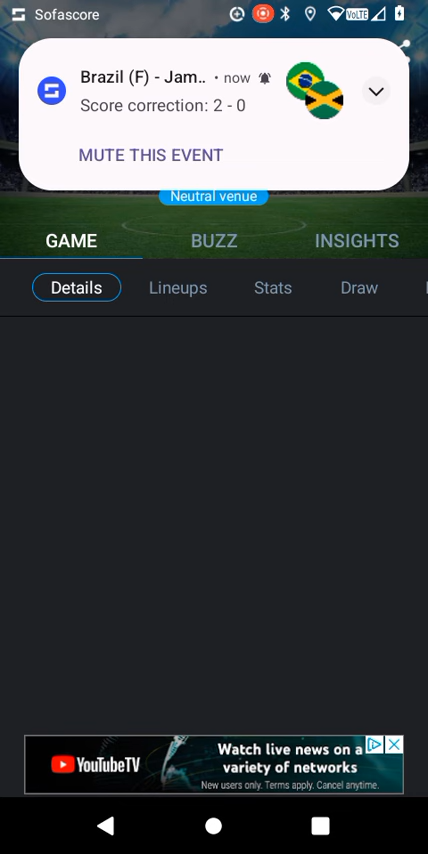 Sofascore
VoLTE
Brazil (F) - Jam.. • now
Score correction: 2 - 0
MUTE THIS EVENT
Neutral venue
GAME BUZZ INSIGHTS
Details Lineups Stats Draw
YouTubeTV
Watch live news on a
variety of networks
New users only. Terms apply. Cancel anytime.